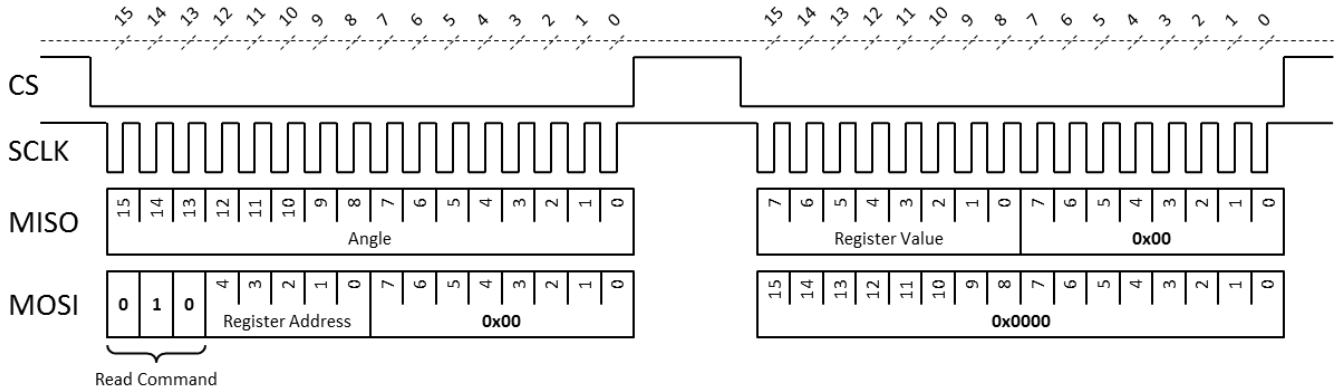 15 14 13 12 11 10 9 8 7 6 5 4 3 2 1 0 15 14 13 12 11 10 9 8 7 6 5 4 3 2 1 0
CS
SCLK
MISO 15 14 13 12 11 10 9 8 7 6 5 4 3 2 1 0 7 6 5 4 3 2 1 0 7 6 5 4 3 2 1 0
Angle Register Value 0x00
MOSI 0 1 0 4 3 2 1 0 7 6 5 4 3 2 1 0 15 14 13 12 11 10 9 8 7 6 5 4 3 2 1 0
Register Address 0x00 0x0000
Read Command